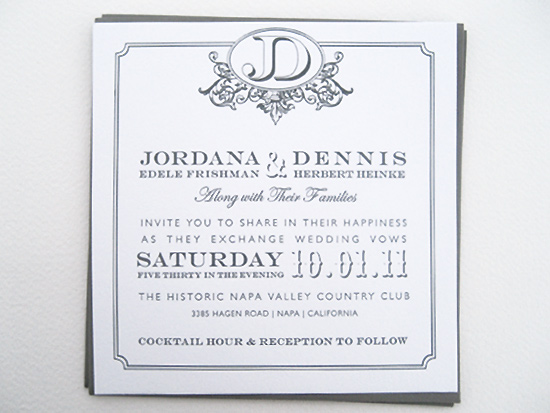 JD
JORDANA & DENNIS
EDELE FRISHMAN HERBERT HEINKE
Along with Their Families
INVITE YOU TO SHARE IN THEIR HAPPINESS
AS THEY EXCHANGE WEDDING VOWS
SATURDAY 10.01.11
FIVE THIRTY IN THE EVENING
THE HISTORIC NAPA VALLEY COUNTRY CLUB
3385 HAGEN ROAD | NAPA | CALIFORNIA
COCKTAIL HOUR & RECEPTION TO FOLLOW